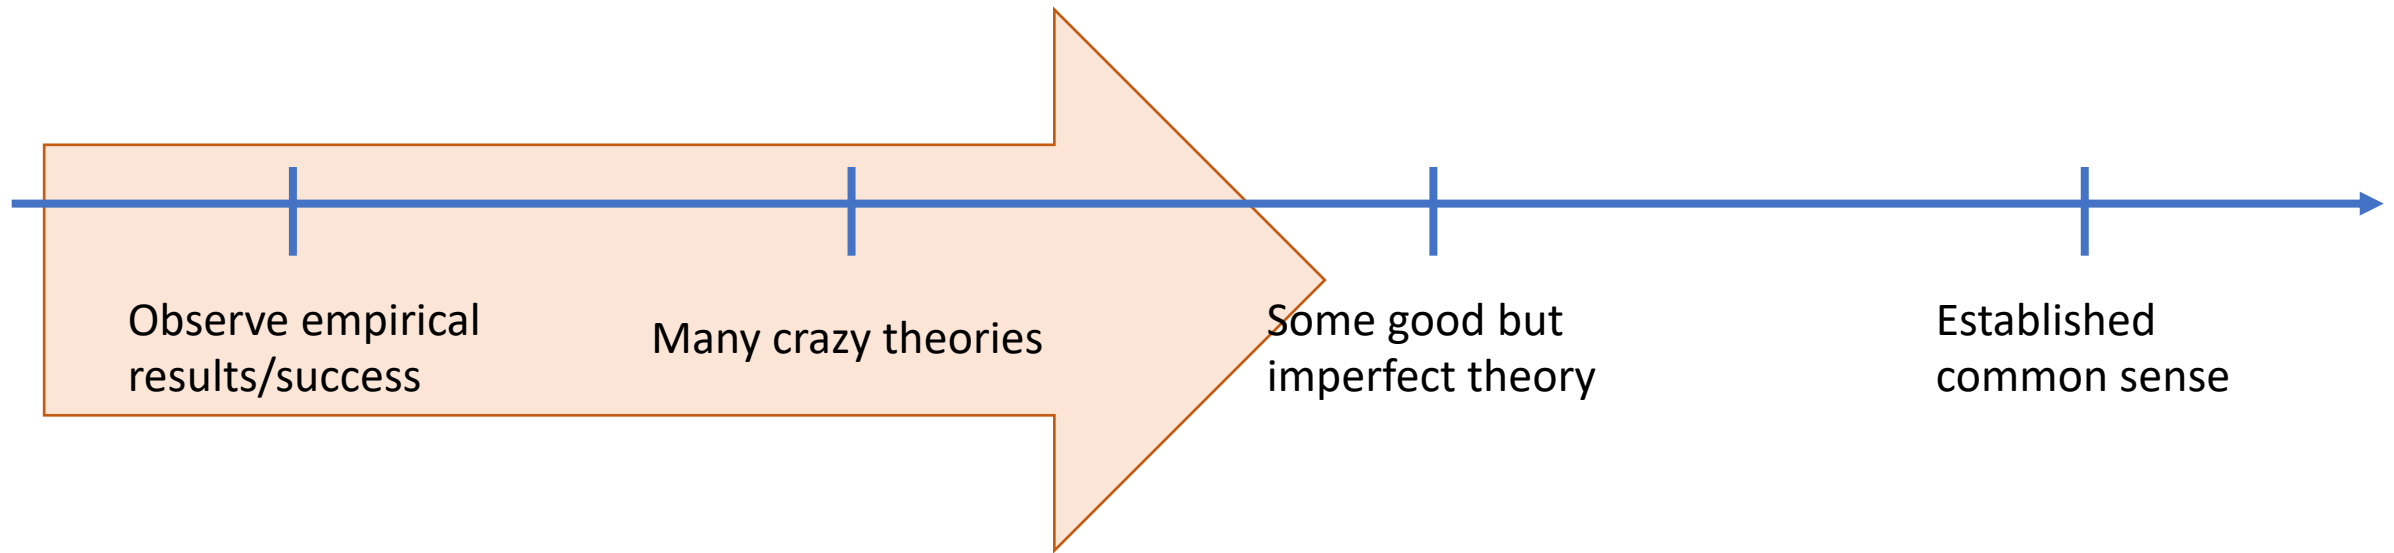 Observe empirical
results/success
Many crazy theories
Some good but
imperfect theory
Established
common sense